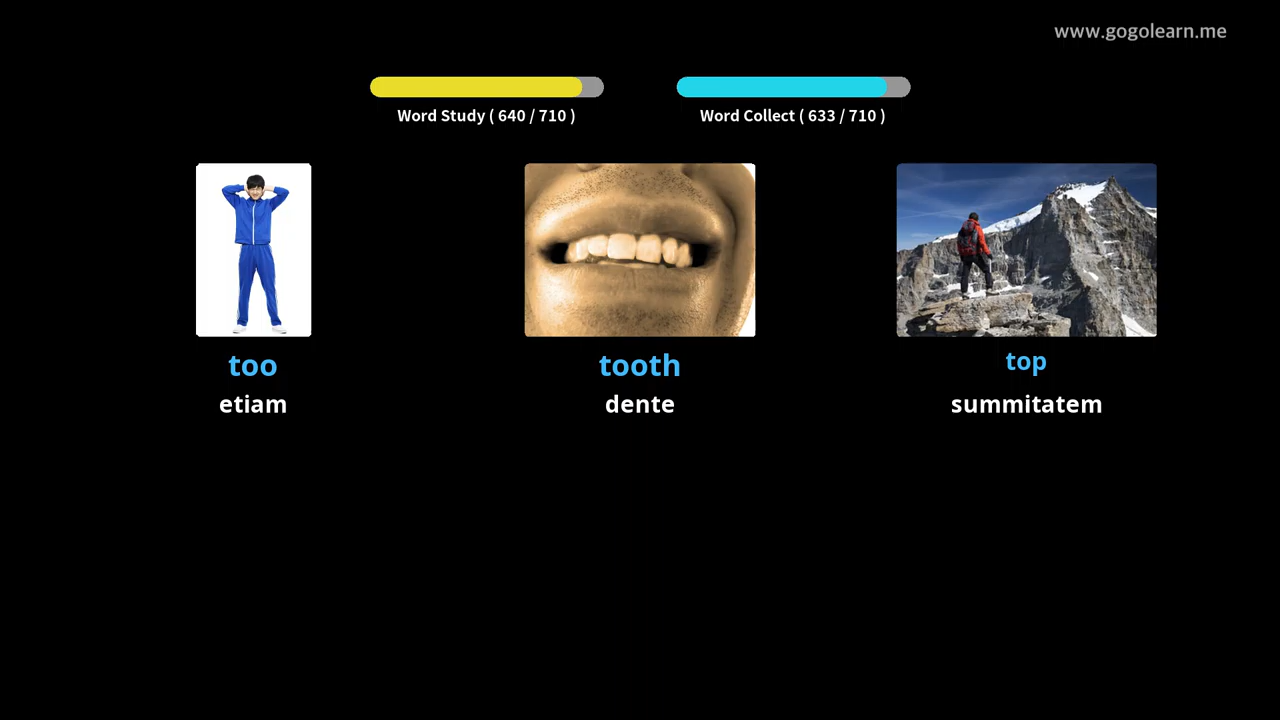 www.gogolearn.me
Word Study ( 640 / 710 )
Word Collect ( 633 / 710 )
too
tooth
top
etiam
dente
summitatem